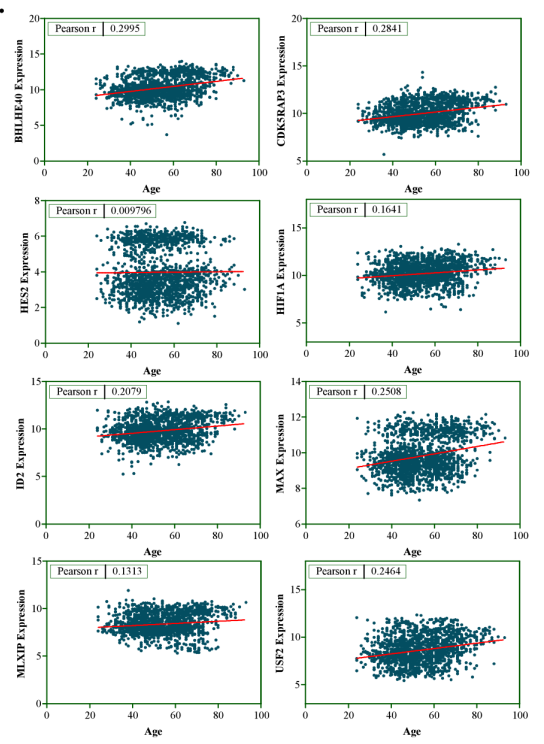 Pearson r 0.2995
BHLHE40 Expression
20
15
10
5
0
0 20 40 60 80 100
Age
Pearson r 0.2841
CDK5RAP3 Expression
20
15
10
5
0 20 40 60 80 100
Age
Pearson r 0.009796
HES2 Expression
8
6
4
2
0
0 20 40 60 80 100
Age
Pearson r 0.1641
HIF1A Expression
15
10
5
0 20 40 60 80 100
Age
Pearson r 0.2079
ID2 Expression
15
10
5
0
0 20 40 60 80 100
Age
Pearson r 0.2508
MAX Expression
14
12
10
8
6
0 20 40 60 80 100
Age
Pearson r 0.1313
MLXIP Expression
15
10
5
0
0 20 40 60 80 100
Age
Pearson r 0.2464
USF2 Expression
15
10
5
0 20 40 60 80 100
Age